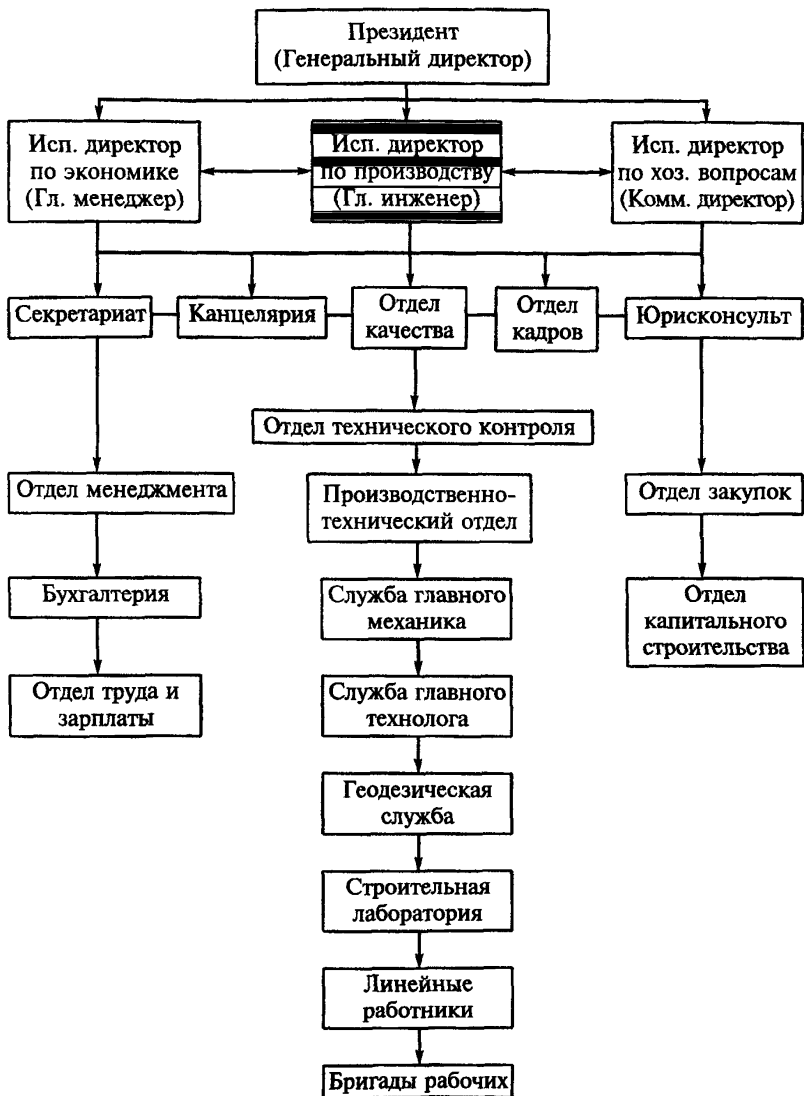 Президент
(Генеральный директор)
Исп. директор
по экономике
(Гл. менеджер)
Исп. директор
по производству
(Гл. инженер)
Исп. директор
по хоз. вопросам
(Комм. директор)
Секретариат
Канцелярия
Отдел
качества
Отдел
кадров
Юрисконсульт
Отдел технического контроля
Отдел менеджмента
Производственно-
технический отдел
Отдел закупок
Бухгалтерия
Служба главного
механика
Отдел
капитального
строительства
Отдел труда и
зарплаты
Служба главного
технолога
Геодезическая
служба
Строительная
лаборатория
Линейные
работники
Бригады рабочих